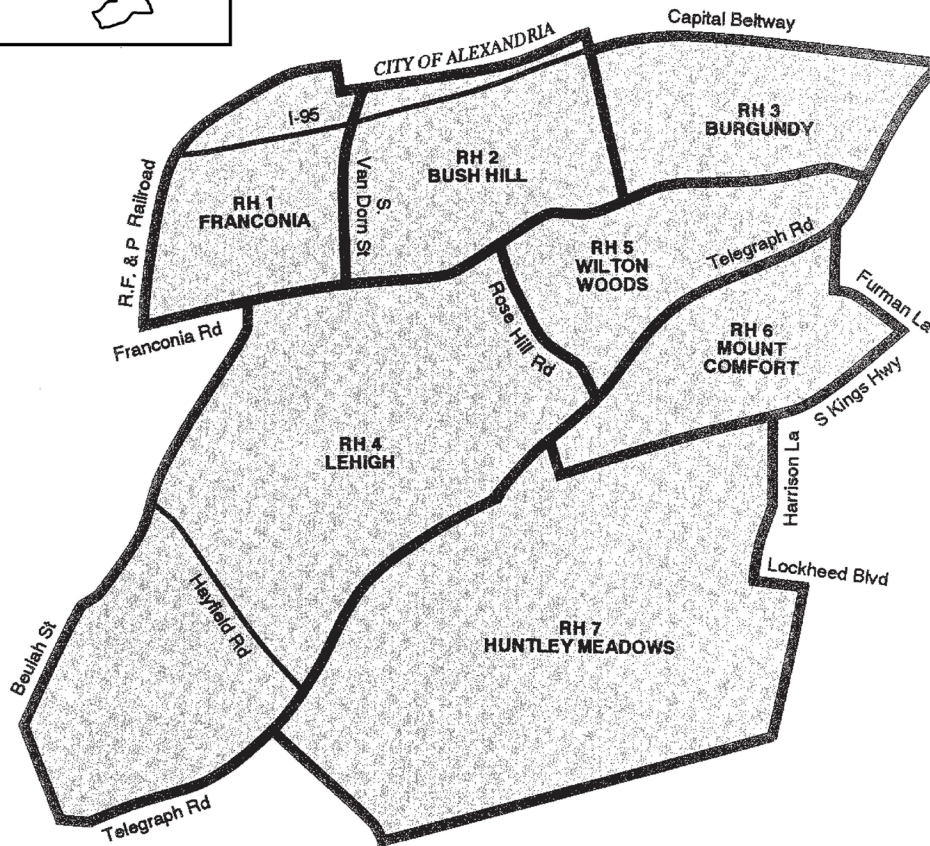 Capital Beltway
CITY OF ALEXANDRIA
I-95
RH 3
BURGUNDY
RH 2
BUSH HILL
R.F. & P Railroad
RH 1
FRANCONIA
S.
Van Dorn St
RH 5
WILTON
WOODS
Telegraph Rd
Furman La
Franconia Rd
Rose Hill Rd
RH 6
MOUNT
COMFORT
S Kings Hwy
RH 4
LEHIGH
Harrison La
Lockheed Blvd
Hayfield Rd
Beulah St
RH 7
HUNTLEY MEADOWS
Telegraph Rd